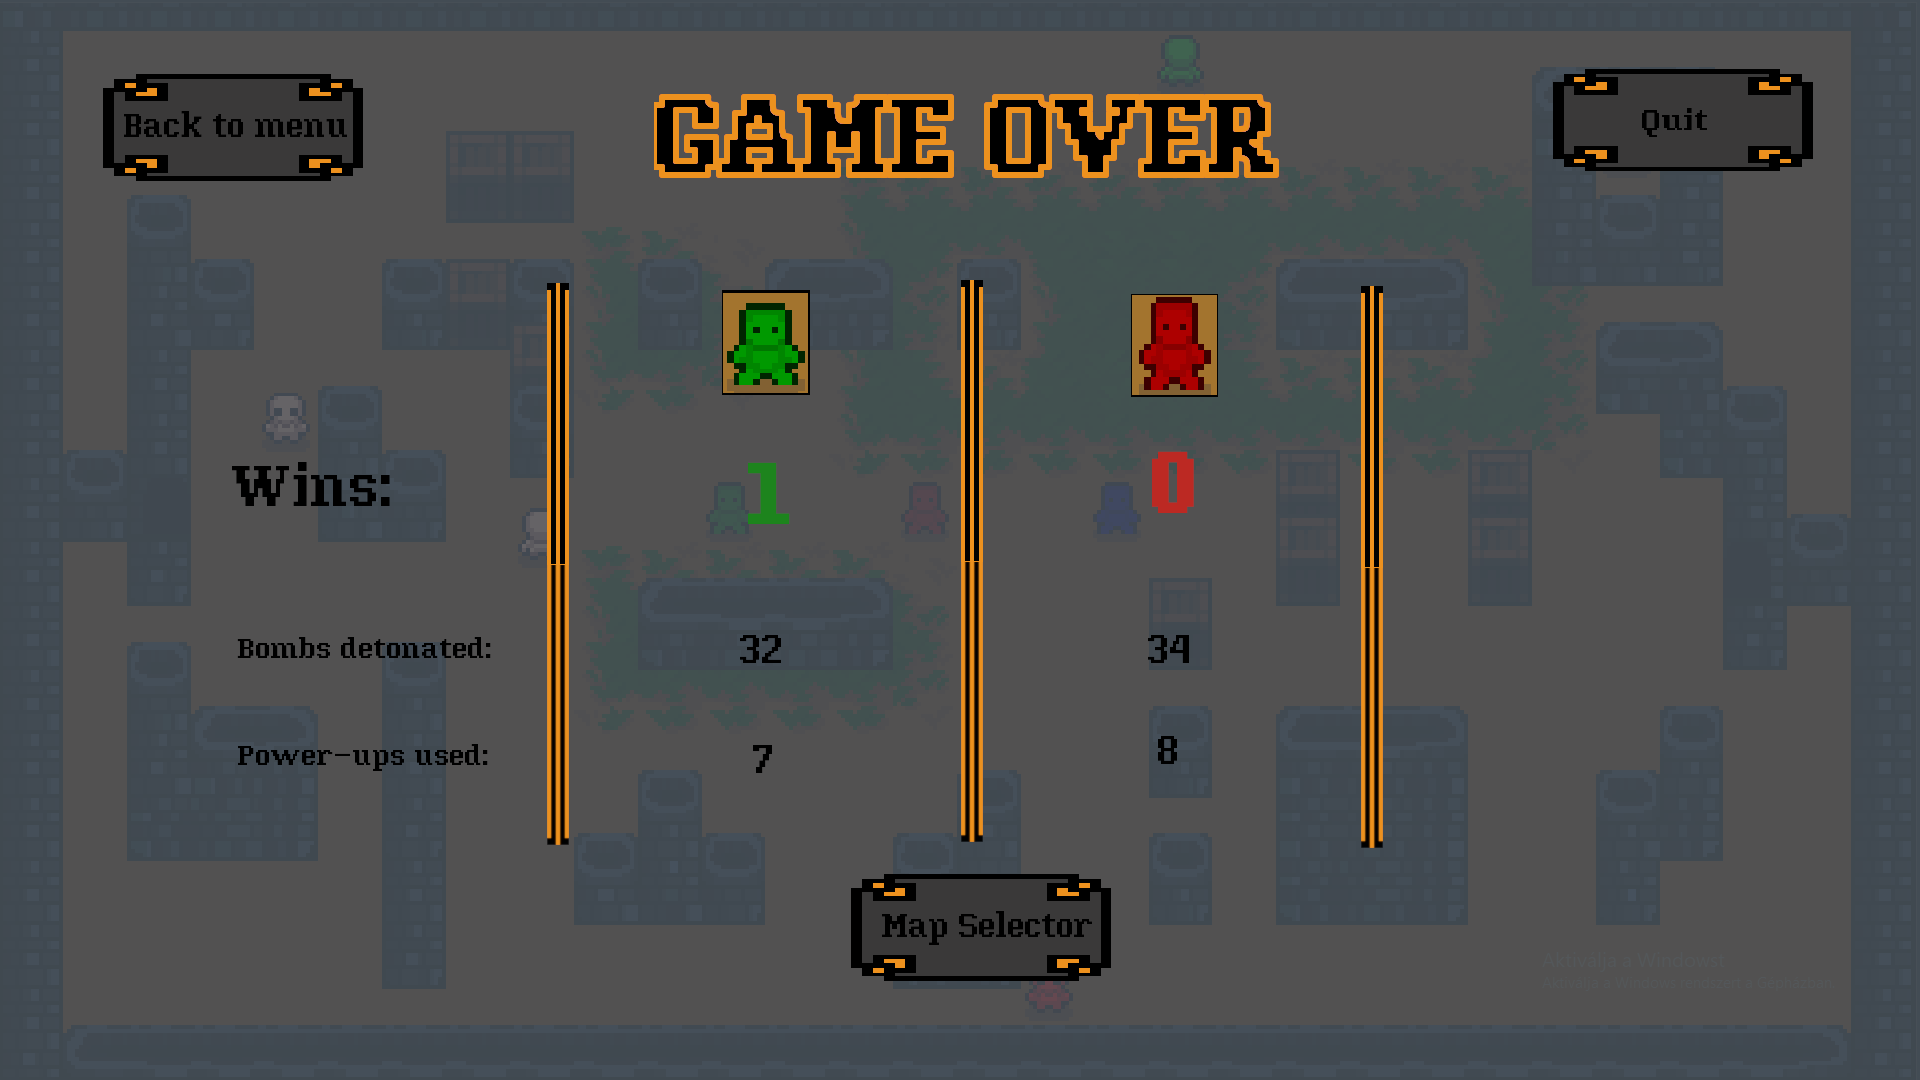 Back to menu
GAME OVER
Quit
Wins:
1
0
Bombs detonated:
32
34
Power-ups used:
7
8
Map Selector